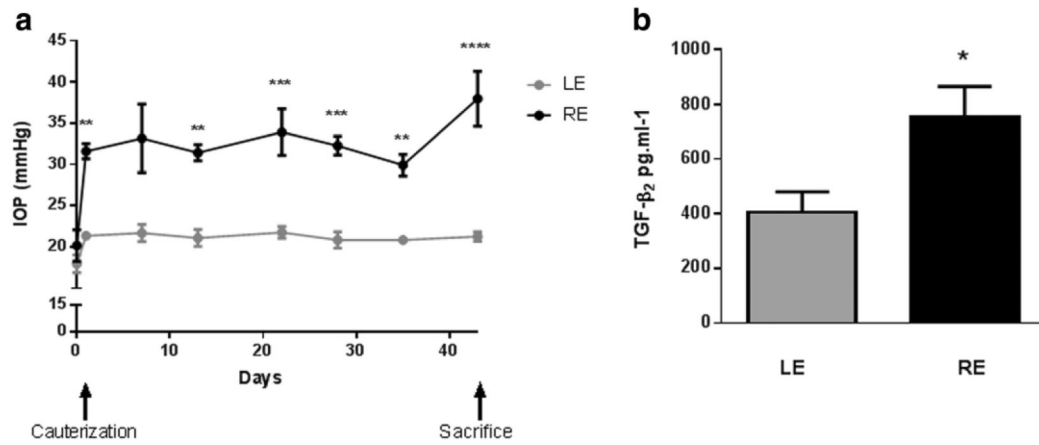 a
IOP (mmHg)
45
40
35
30
25
20
15
0
**
**
***
***
**
****
LE
RE
0 10 20 30 40
Days
Cauterization
Sacrifice
b
TGF-β₂ pg.ml-1
1000
800
600
400
200
0
*
LE RE